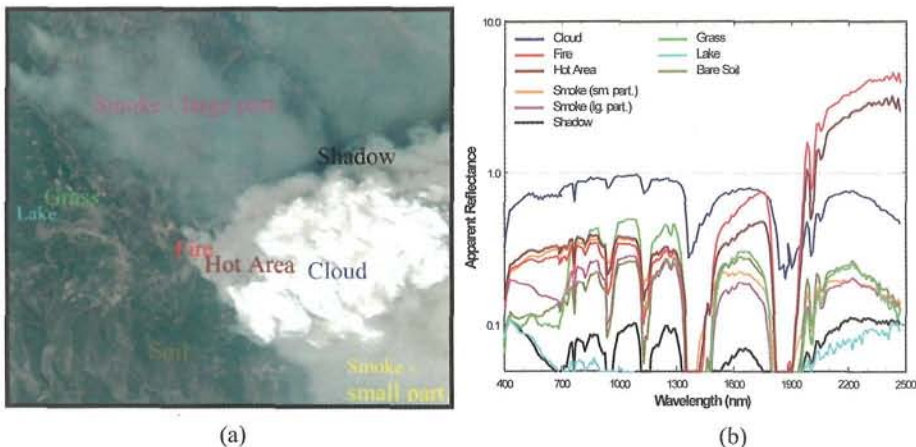 Smoke - large part
Shadow
Grass
Lake
Fire
Hot Area
Cloud
Soil
Smoke -
small part
(a)
10.0
1.0
0.1
Apparent Reflectance
Cloud
Fire
Hot Area
Smoke (sm. part.)
Smoke (lg. part.)
Shadow
Grass
Lake
Bare Soil
400 700 1000 1300 1600 1900 2200 2500
Wavelength (nm)
(b)